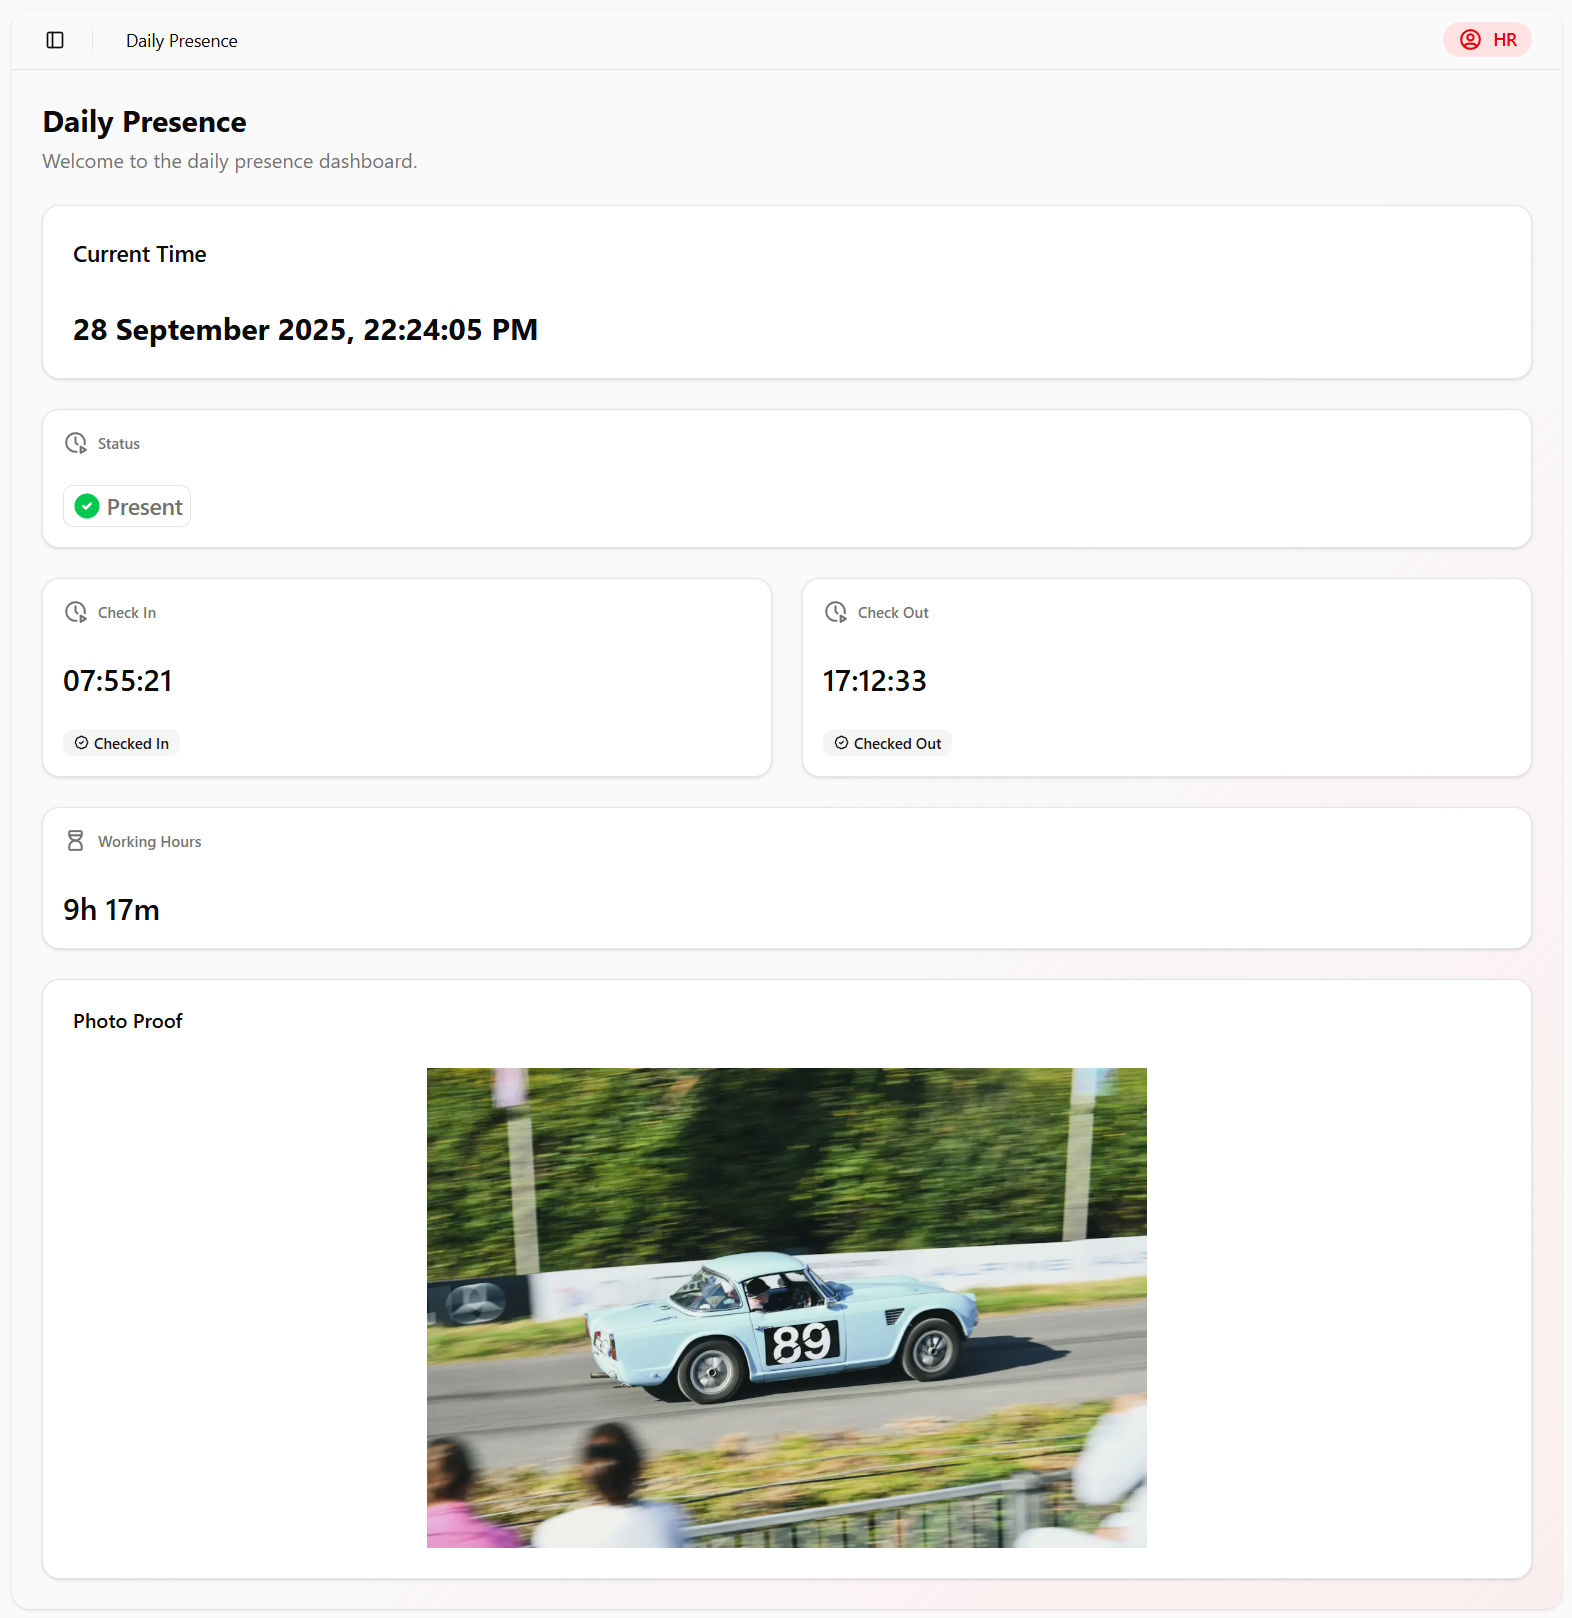 Daily Presence
HR
Daily Presence
Welcome to the daily presence dashboard.
Current Time
28 September 2025, 22:24:05 PM
Status
Present
Check In
07:55:21
Checked In
Check Out
17:12:33
Checked Out
Working Hours
9h 17m
Photo Proof
89